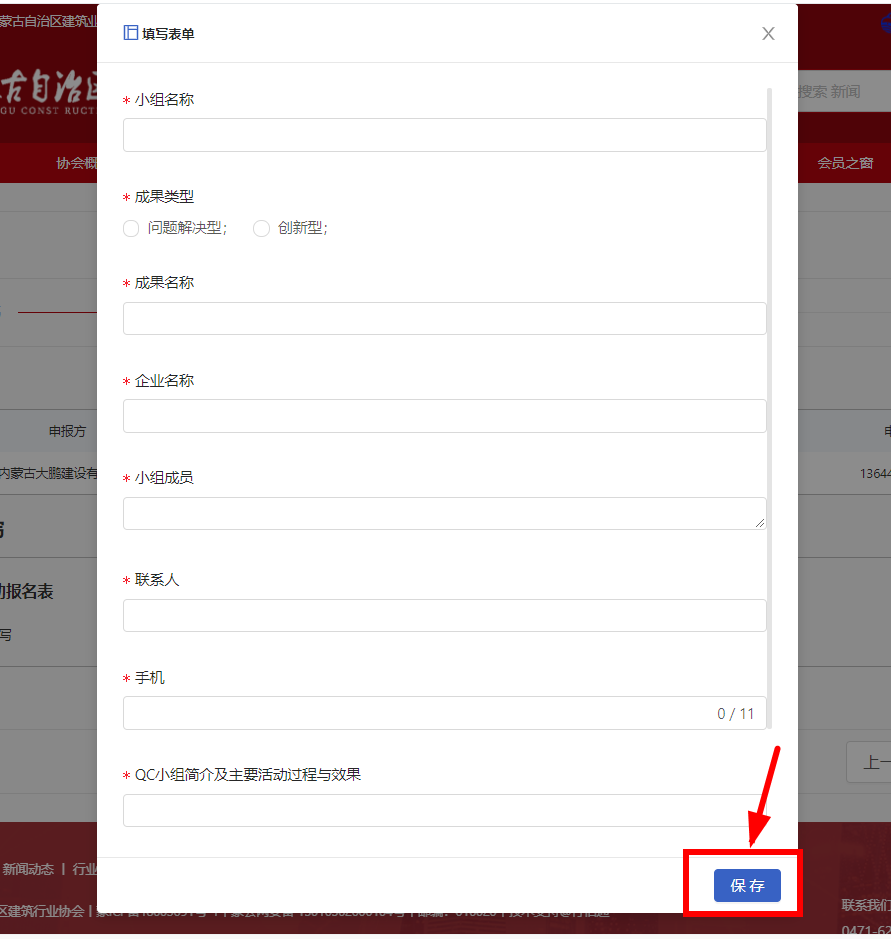 蒙古自治区建筑业
填写表单
古自治区
GU CONST RUCT
搜索 新闻
* 小组名称
协会概
会员之窗
* 成果类型
问题解决型；
创新型；
* 成果名称
* 企业名称
申报方
内蒙古大鹏建设有
13644
* 小组成员
* 联系人
报名表
写
* 手机
0 / 11
上一
* QC小组简介及主要活动过程与效果
新闻动态 | 行业
保存
区建筑行业协会 |
联系我们
0471-62